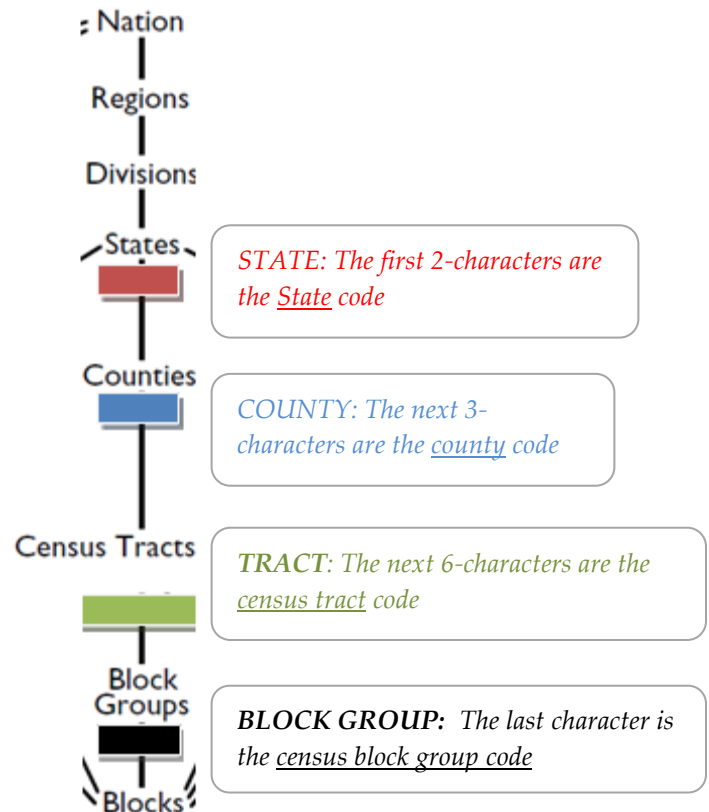 Nation
Regions
Divisions
States
STATE: The first 2-characters are
the State code
Counties
COUNTY: The next 3-
characters are the county code
Census Tracts
TRACT: The next 6-characters are the
census tract code
Block
Groups
BLOCK GROUP: The last character is
the census block group code
Blocks